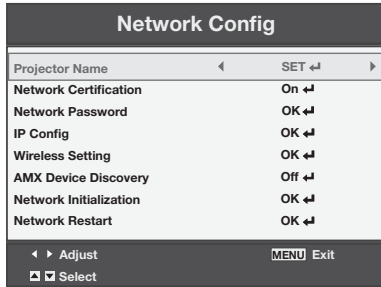 Network Config
Projector Name SET
Network Certification On
Network Password OK
IP Config OK
Wireless Setting OK
AMX Device Discovery Off
Network Initialization OK
Network Restart OK
Adjust MENU Exit
Select